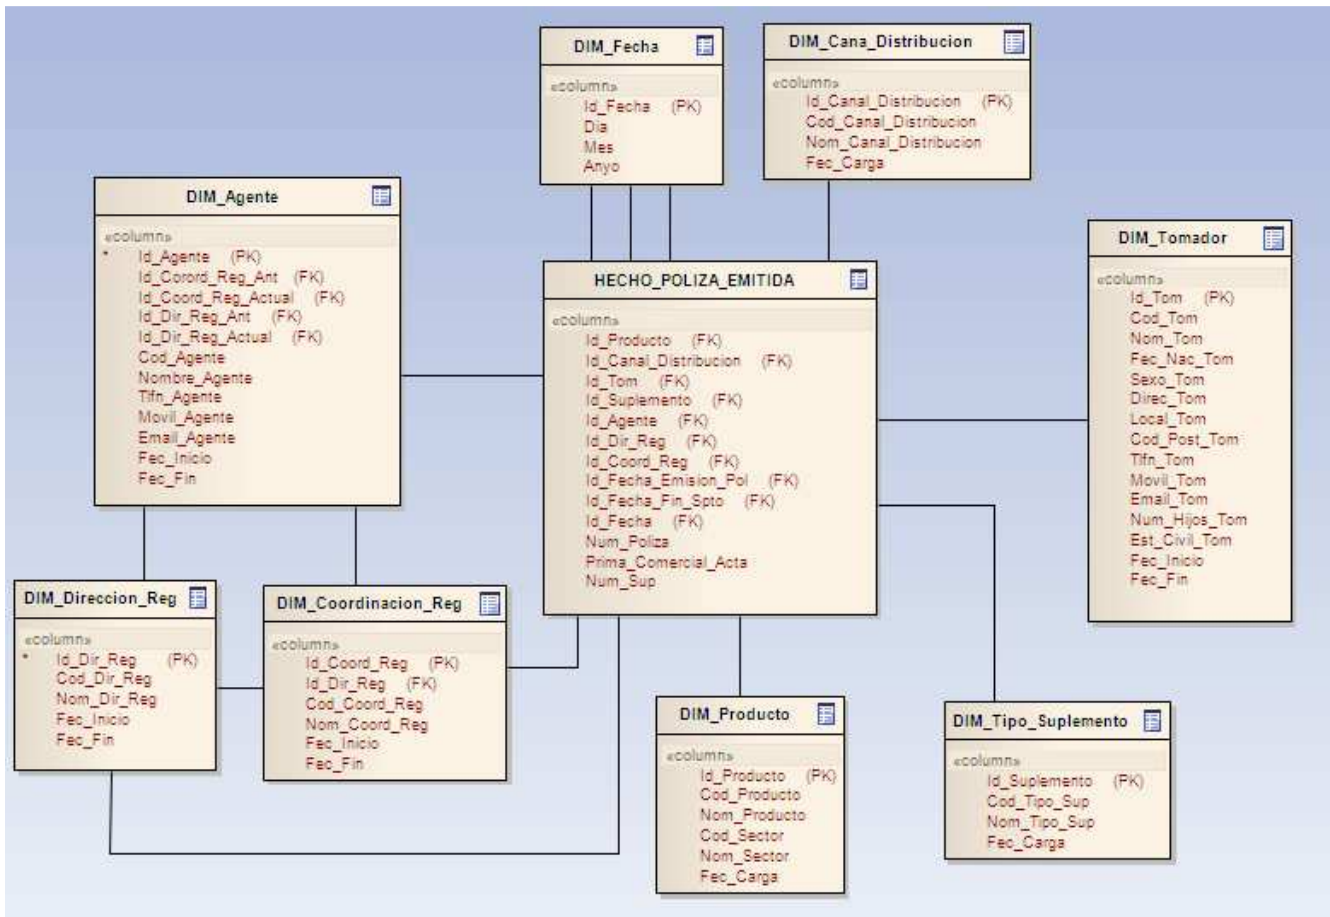 DIM_Fecha
«column»
Id_Fecha (PK)
Dia
Mes
Anyo
DIM_Cana_Distribucion
«column»
Id_Canal_Distribucion (PK)
Cod_Canal_Distribucion
Nom_Canal_Distribucion
Fec_Carga
DIM_Agente
«column»
* Id_Agente (PK)
Id_Corord_Reg_Ant (FK)
Id_Coord_Reg_Actual (FK)
Id_Dir_Reg_Ant (FK)
Id_Dir_Reg_Actual (FK)
Cod_Agente
Nombre_Agente
Tlfn_Agente
Movil_Agente
Email_Agente
Fec_Inicio
Fec_Fin
HECHO_POLIZA_EMITIDA
«column»
Id_Producto (FK)
Id_Canal_Distribucion (FK)
Id_Tom (FK)
Id_Suplemento (FK)
Id_Agente (FK)
Id_Dir_Reg (FK)
Id_Coord_Reg (FK)
Id_Fecha_Emision_Pol (FK)
Id_Fecha_Fin_Spto (FK)
Id_Fecha (FK)
Num_Poliza
Prima_Comercial_Acta
Num_Sup
DIM_Tomador
«column»
Id_Tom (PK)
Cod_Tom
Nom_Tom
Fec_Nac_Tom
Sexo_Tom
Direc_Tom
Local_Tom
Cod_Post_Tom
Tlfn_Tom
Movil_Tom
Email_Tom
Num_Hijos_Tom
Est_Civil_Tom
Fec_Inicio
Fec_Fin
DIM_Direccion_Reg
«column»
* Id_Dir_Reg (PK)
Cod_Dir_Reg
Nom_Dir_Reg
Fec_Inicio
Fec_Fin
DIM_Coordinacion_Reg
«column»
Id_Coord_Reg (PK)
Id_Dir_Reg (FK)
Cod_Coord_Reg
Nom_Coord_Reg
Fec_Inicio
Fec_Fin
DIM_Producto
«column»
Id_Producto (PK)
Cod_Producto
Nom_Producto
Cod_Sector
Nom_Sector
Fec_Carga
DIM_Tipo_Suplemento
«column»
Id_Suplemento (PK)
Cod_Tipo_Sup
Nom_Tipo_Sup
Fec_Carga